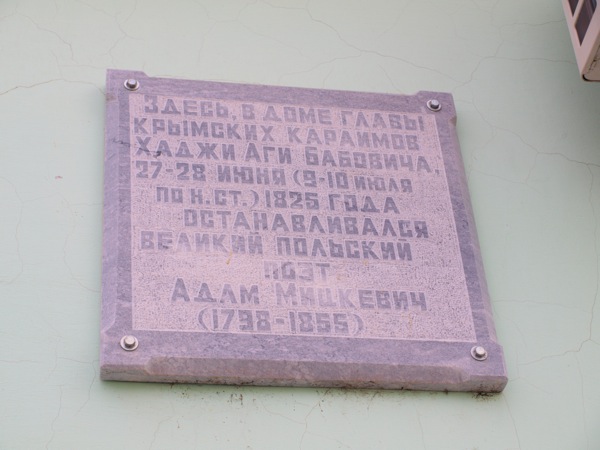 ЗДЕСЬ, В ДОМЕ ГЛАВЫ
КРЫМСКИХ КАРАИМОВ
ХАДЖИ АГИ БАБОВИЧА,
27-28 ИЮНЯ (9-10 ИЮЛЯ
ПО Н.СТ.) 1825 ГОДА
ОСТАНАВЛИВАЛСЯ
ВЕЛИКИЙ ПОЛЬСКИЙ
ПОЭТ
АДАМ МИЦКЕВИЧ
(1798-1855)